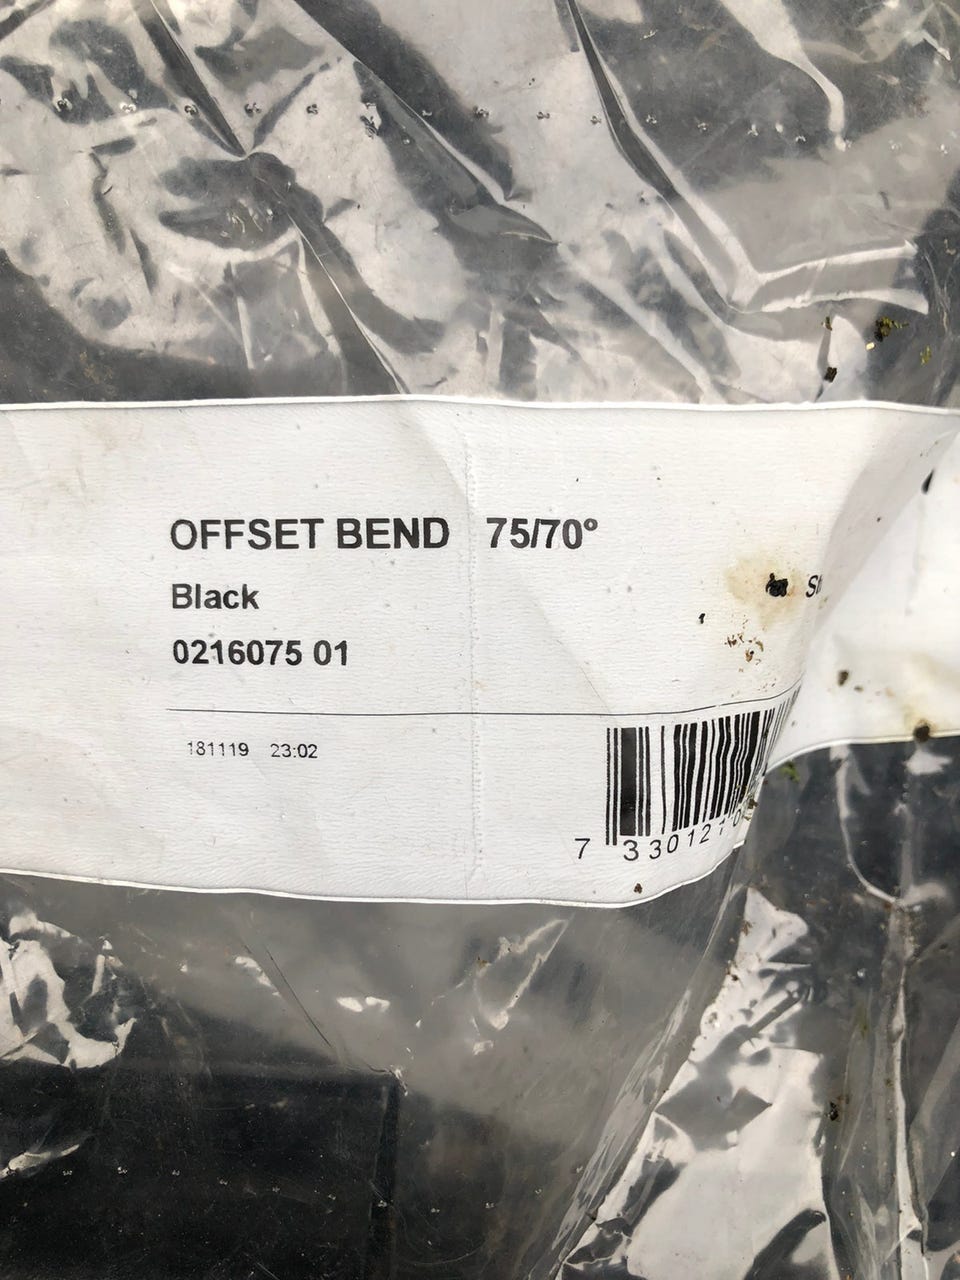 OFFSET BEND 75/70°
Black
0216075 01
181119 23:02
7 330121